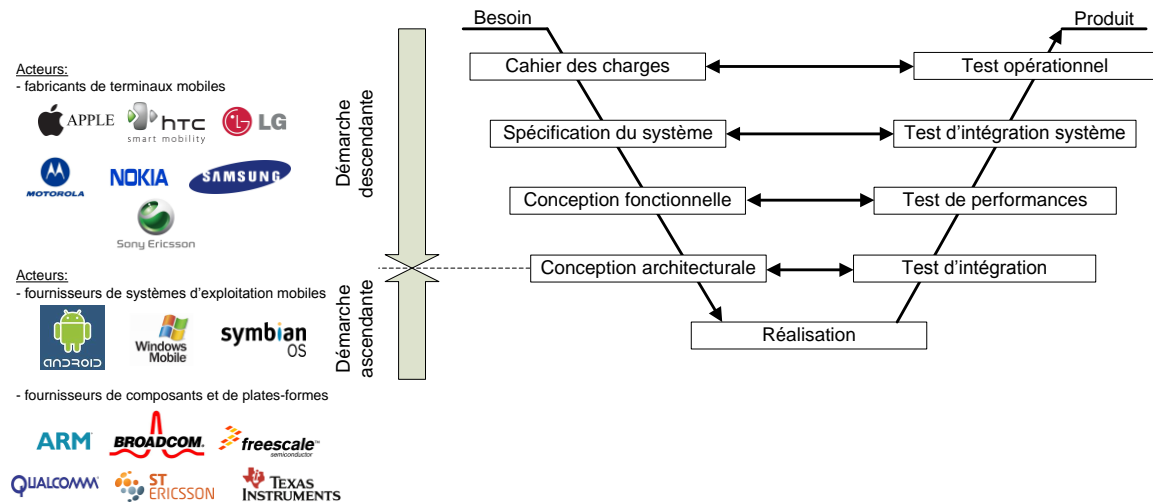 Besoin
Produit
Cahier des charges
Test opérationnel
Spécification du système
Test d'intégration système
Conception fonctionnelle
Test de performances
Conception architecturale
Test d'intégration
Réalisation
Démarche
descendante
Démarche
ascendante
Acteurs:
- fabricants de terminaux mobiles
APPLE
hTC
smart mobility
LG
MOTOROLA
NOKIA
SAMSUNG
Sony Ericsson
Acteurs:
- fournisseurs de systèmes d'exploitation mobiles
ANDROID
Windows
Mobile
symbian
OS
- fournisseurs de composants et de plates-formes
ARM
BROADCOM.
freescale™
semiconductor
QUALCOMM
ST
ERICSSON
TEXAS
INSTRUMENTS